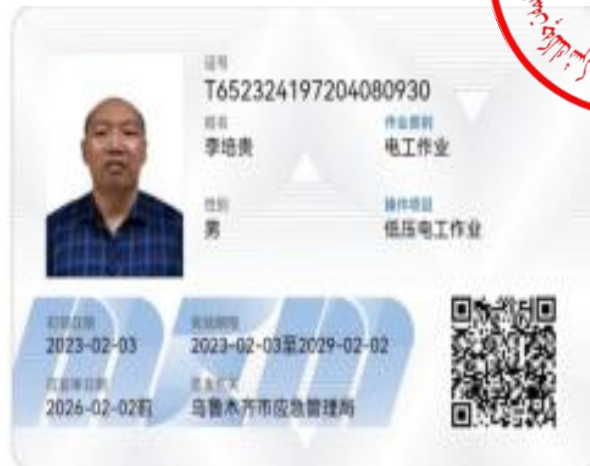 证号
T652324197204080930
姓名
作业类别
李培贵
电工作业
性别
操作项目
男
低压电工作业
初领日期
有效期限
2023-02-03
2023-02-03至2029-02-02
应复审日期
签发机关
2026-02-02前
乌鲁木齐市应急管理局